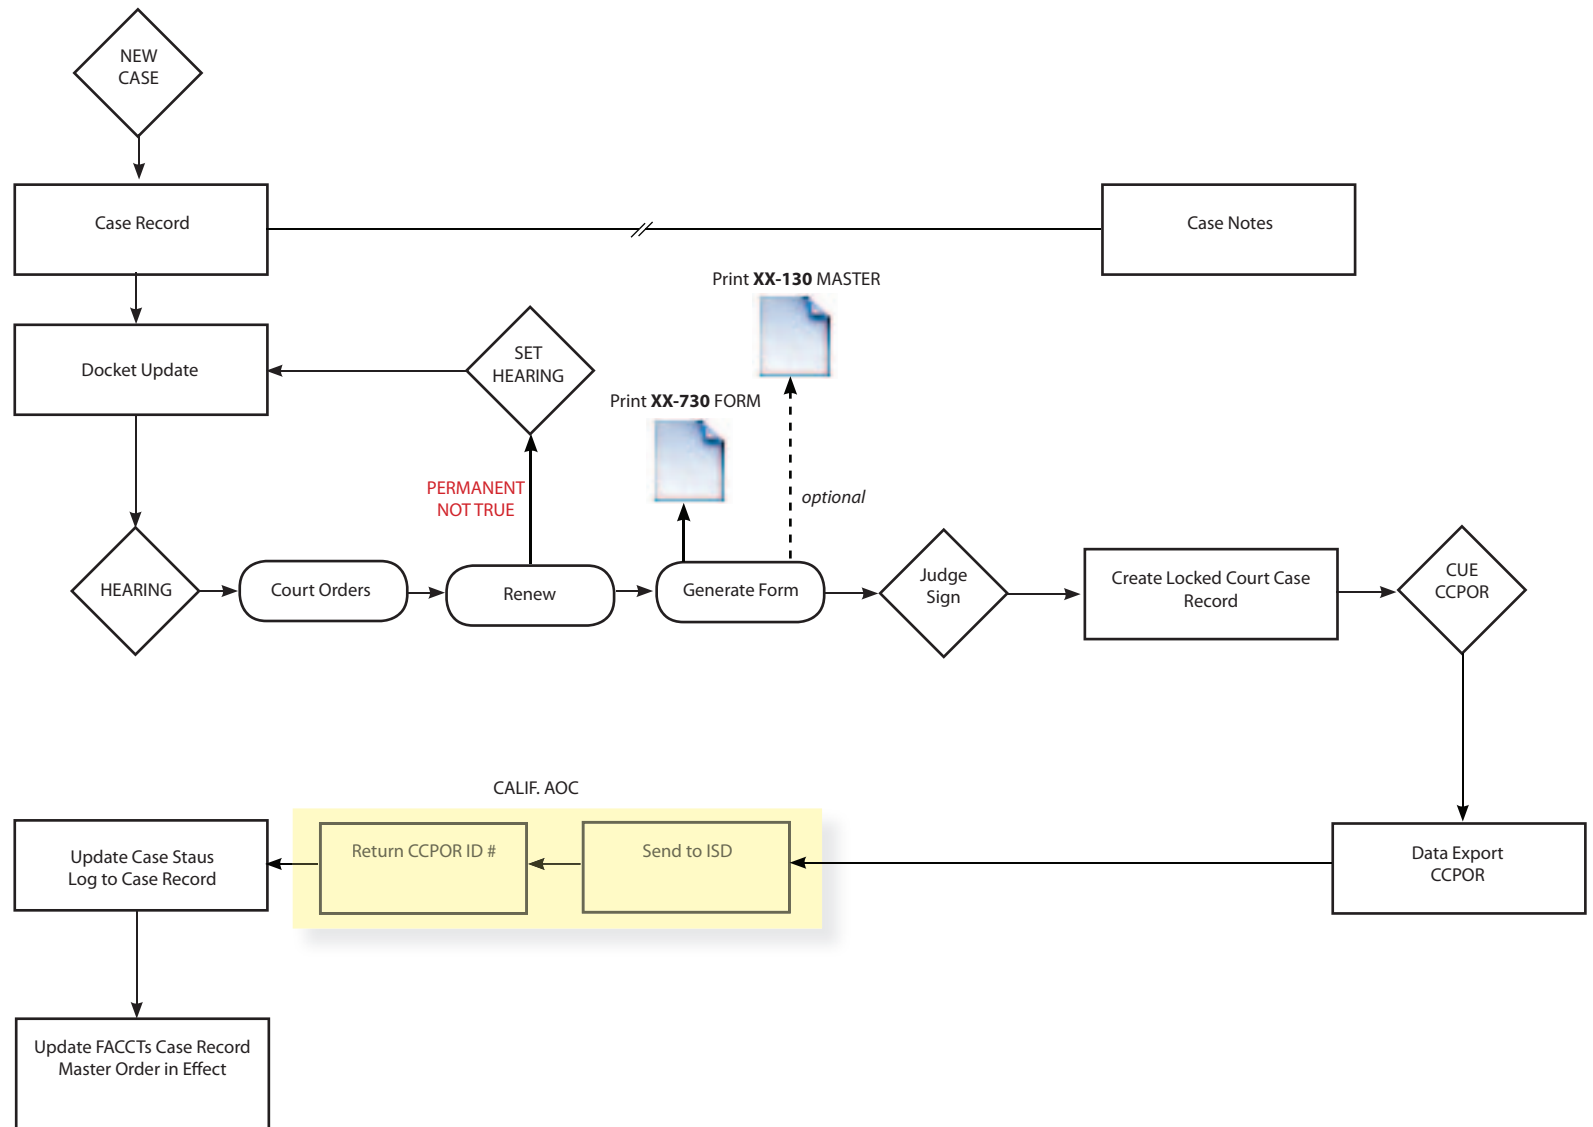 NEW
CASE
Case Record
Case Notes
Print XX-130 MASTER
Docket Update
SET
HEARING
Print XX-730 FORM
PERMANENT
NOT TRUE
optional
HEARING
Court Orders
Renew
Generate Form
Judge
Sign
Create Locked Court Case
Record
CUE
CCPOR
CALIF. AOC
Update Case Staus
Log to Case Record
Return CCPOR ID #
Send to ISD
Data Export
CCPOR
Update FACCTs Case Record
Master Order in Effect